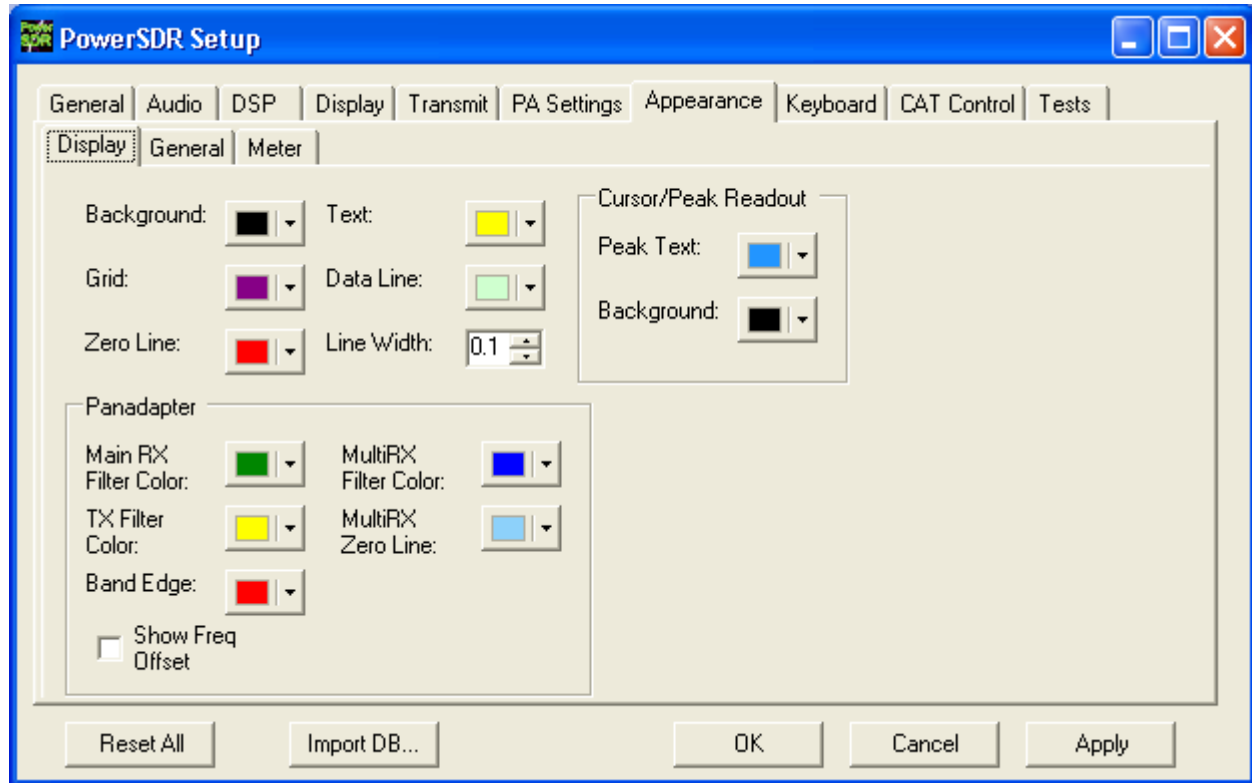 Power SDR PowerSDR Setup
General Audio DSP Display Transmit PA Settings Appearance Keyboard CAT Control Tests
Display General Meter
Background: Text:
Grid: Data Line:
Zero Line: Line Width: 0.1
Cursor/Peak Readout
Peak Text:
Background:
Panadapter
Main RX
Filter Color:
MultiRX
Filter Color:
TX Filter
Color:
MultiRX
Zero Line:
Band Edge:
Show Freq
Offset
Reset All Import DB... OK Cancel Apply